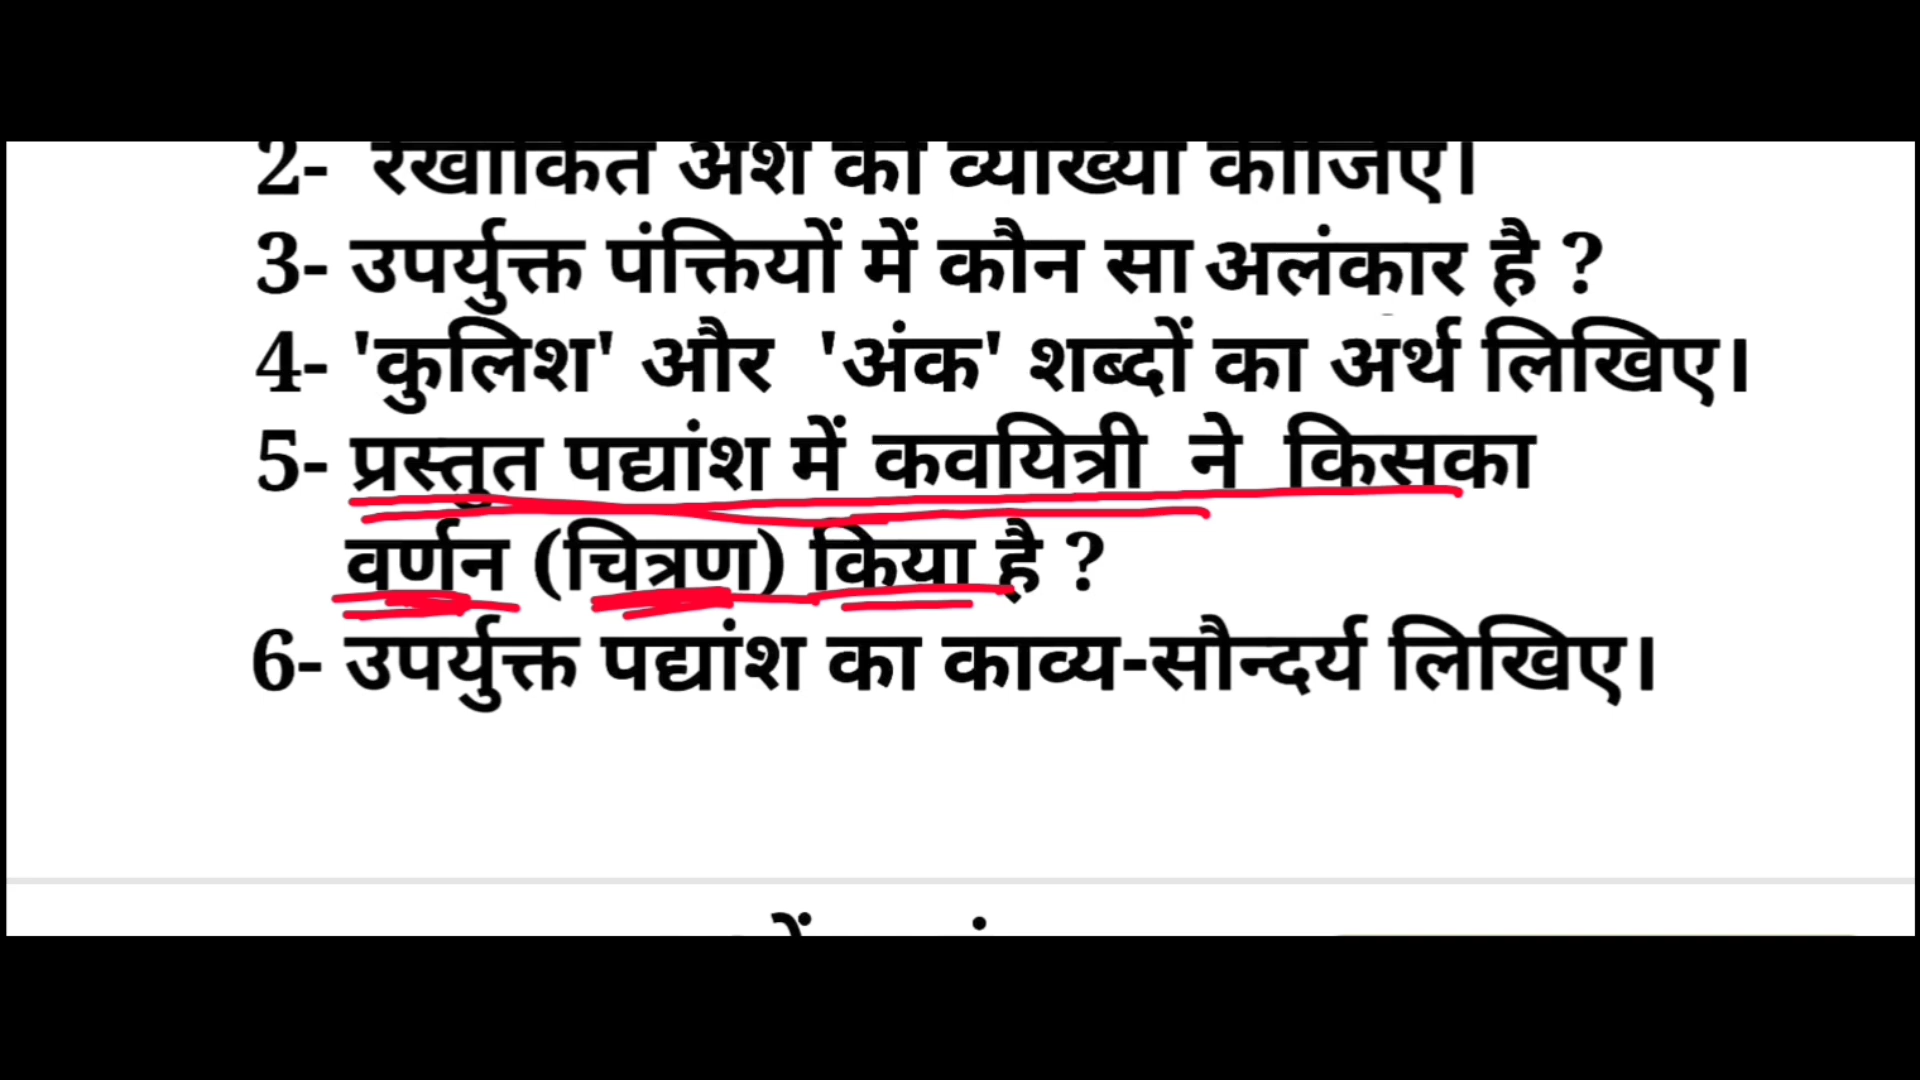 2- रेखांकित अंश की व्याख्या कीजिए।
3- उपर्युक्त पंक्तियों में कौन सा अलंकार है ?
4- 'कुलिश' और 'अंक' शब्दों का अर्थ लिखिए।
5- प्रस्तुत पद्यांश में कवयित्री ने किसका
वर्णन (चित्रण) किया है ?
6- उपर्युक्त पद्यांश का काव्य-सौन्दर्य लिखिए।